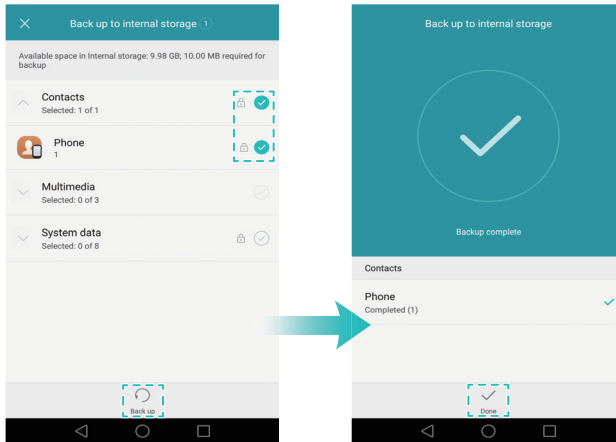 Back up to internal storage 1
Available space in Internal storage: 9.98 GB; 10.00 MB required for
backup
Contacts
Selected: 1 of 1
Phone
1
Multimedia
Selected: 0 of 3
System data
Selected: 0 of 8
Back up
Back up to internal storage
Backup complete
Contacts
Phone
Completed (1)
Done